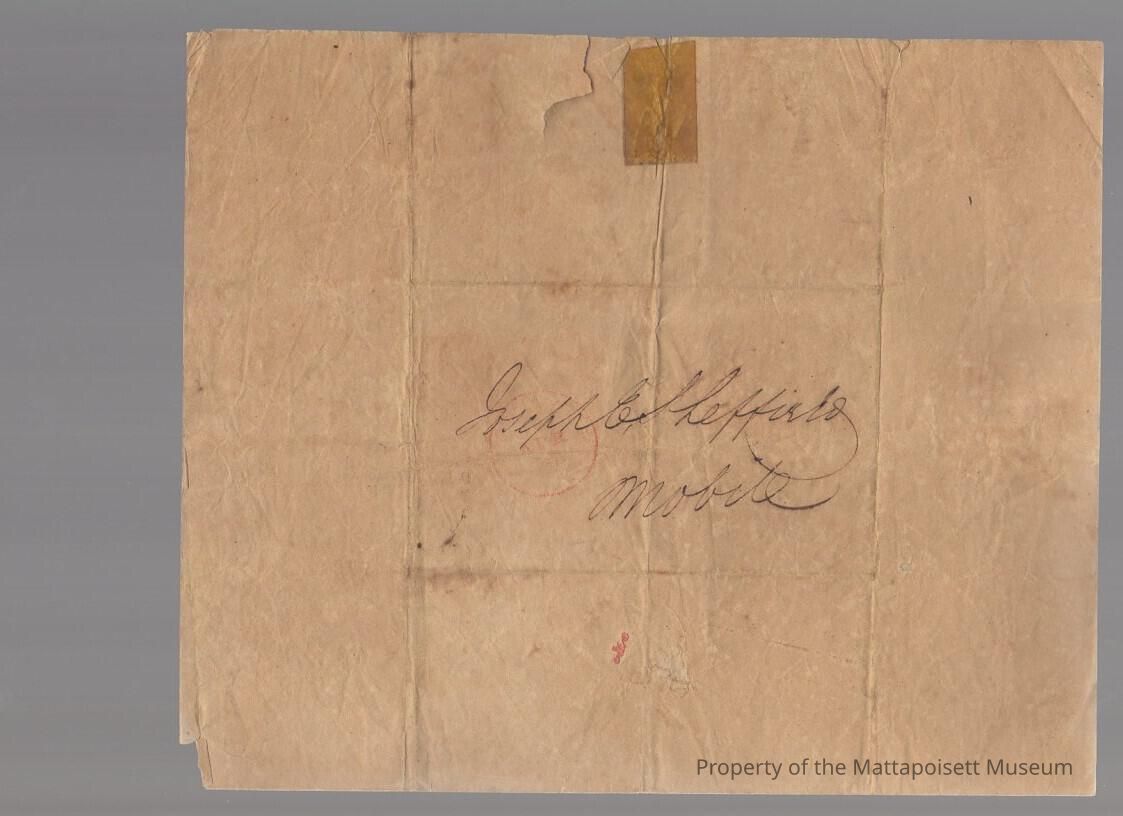 Joseph E. Sheffield
Mobile
Property of the Mattapoisett Museum